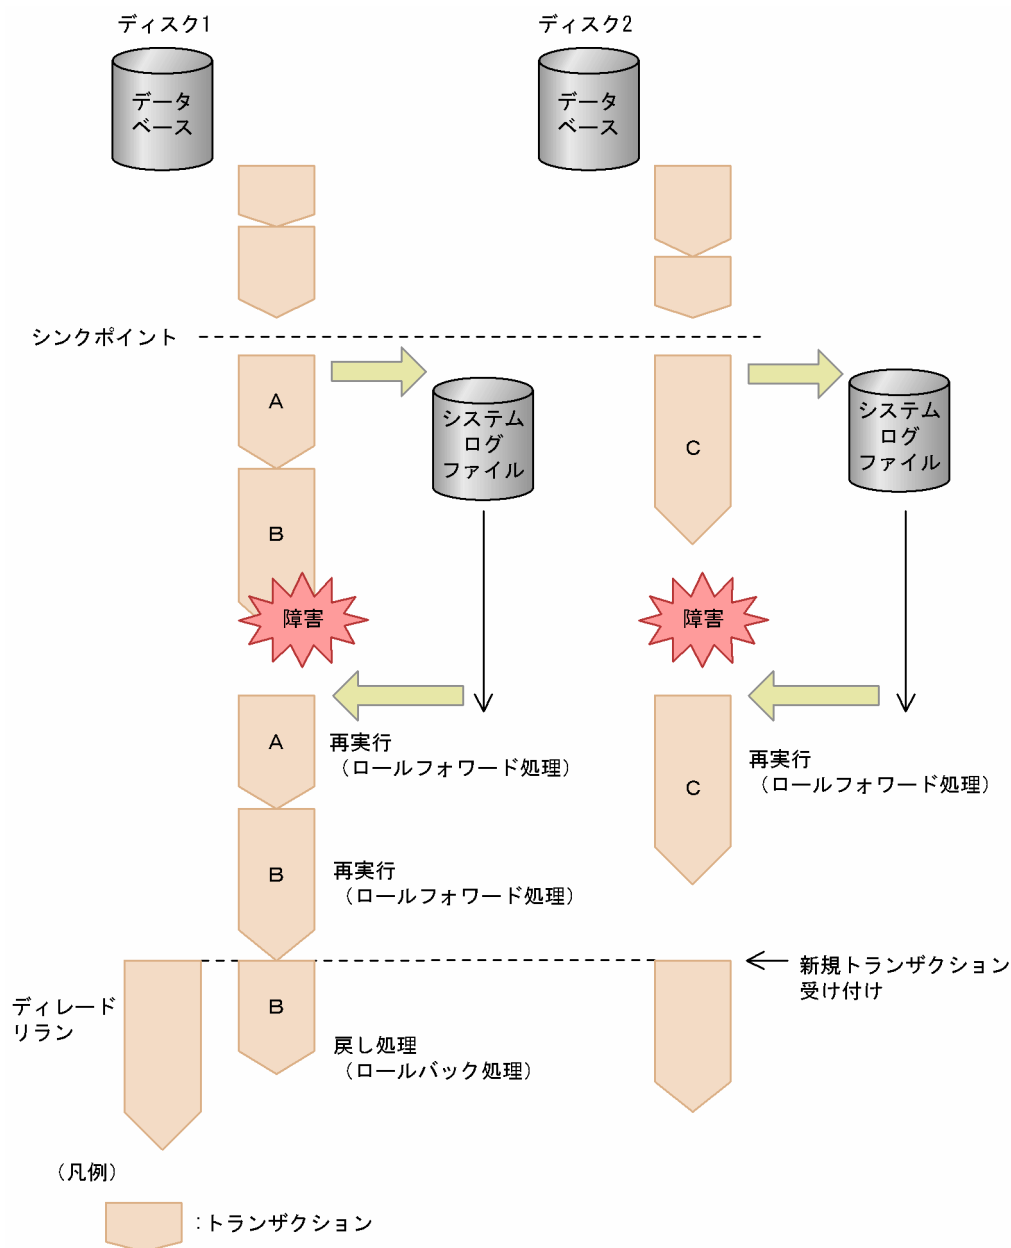 ディスク1
ディスク2
データ
ベース
データ
ベース
シンクポイント
A
システム
ログ
ファイル
C
システム
ログ
ファイル
B
障害
障害
A
再実行
（ロールフォワード処理）
C
再実行
（ロールフォワード処理）
B
再実行
（ロールフォワード処理）
新規トランザクション
受け付け
ディレード
リラン
B
戻し処理
（ロールバック処理）
（凡例）
：トランザクション